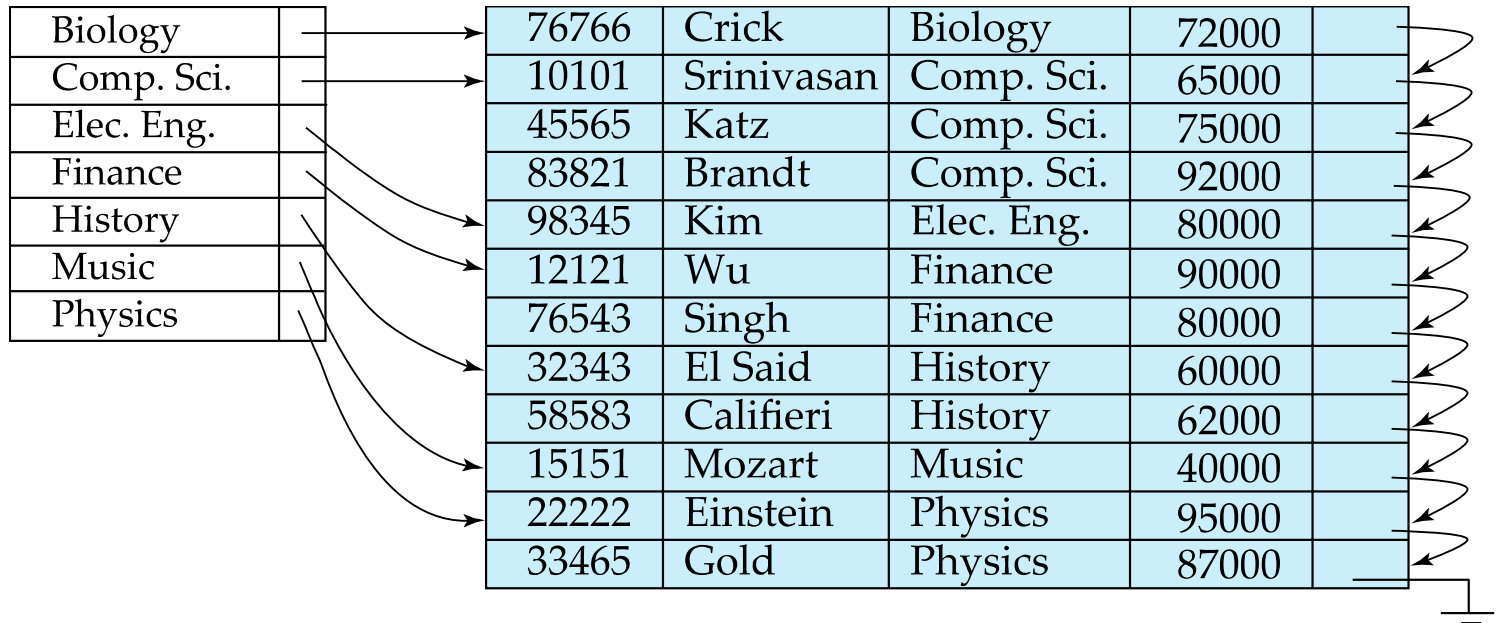 Biology
Comp. Sci.
Elec. Eng.
Finance
History
Music
Physics
76766 Crick Biology 72000
10101 Srinivasan Comp. Sci. 65000
45565 Katz Comp. Sci. 75000
83821 Brandt Comp. Sci. 92000
98345 Kim Elec. Eng. 80000
12121 Wu Finance 90000
76543 Singh Finance 80000
32343 El Said History 60000
58583 Califieri History 62000
15151 Mozart Music 40000
22222 Einstein Physics 95000
33465 Gold Physics 87000